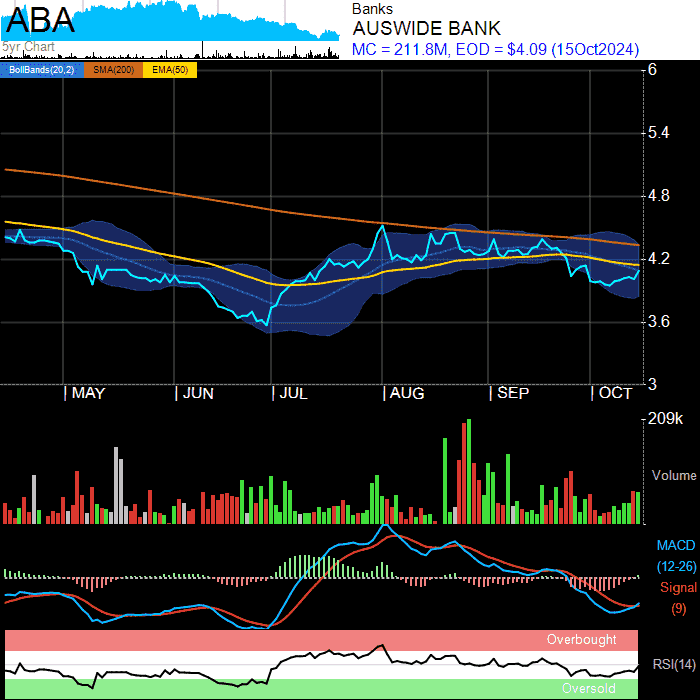 ABA
5yr Chart
Banks
AUSWIDE BANK
MC = 211.8M, EOD = $4.09 (15Oct2024)
BollBands(20,2) SMA(200) EMA(50)
6
5.4
4.8
4.2
3.6
3
MAY JUN JUL AUG SEP OCT
209k
Volume
MACD
(12-26)
Signal
(9)
Overbought
RSI(14)
Oversold